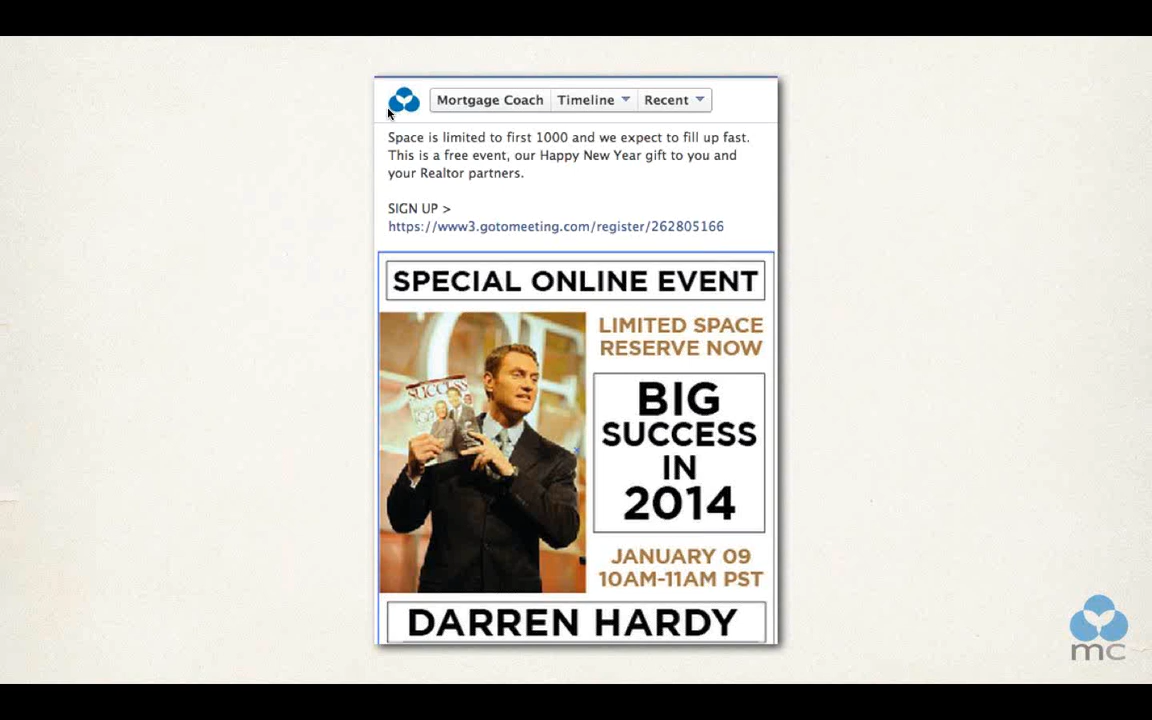 Mortgage Coach Timeline Recent
Space is limited to first 1000 and we expect to fill up fast.
This is a free event, our Happy New Year gift to you and
your Realtor partners.
SIGN UP >
https://www3.gotomeeting.com/register/262805166
SPECIAL ONLINE EVENT
LIMITED SPACE
RESERVE NOW
SUCCESS
BIG
SUCCESS
IN
2014
JANUARY 09
10AM-11AM PST
DARREN HARDY
mc